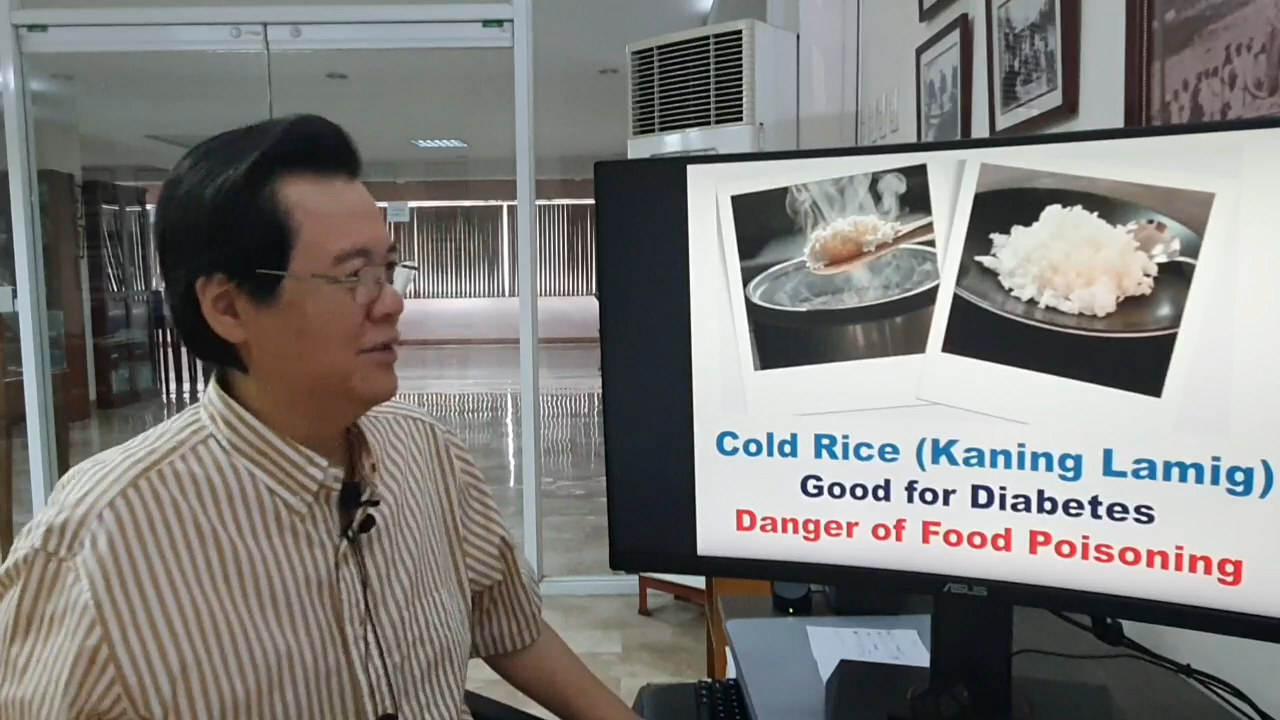 Cold Rice (Kaning Lamig)
Good for Diabetes
Danger of Food Poisoning
ASUS